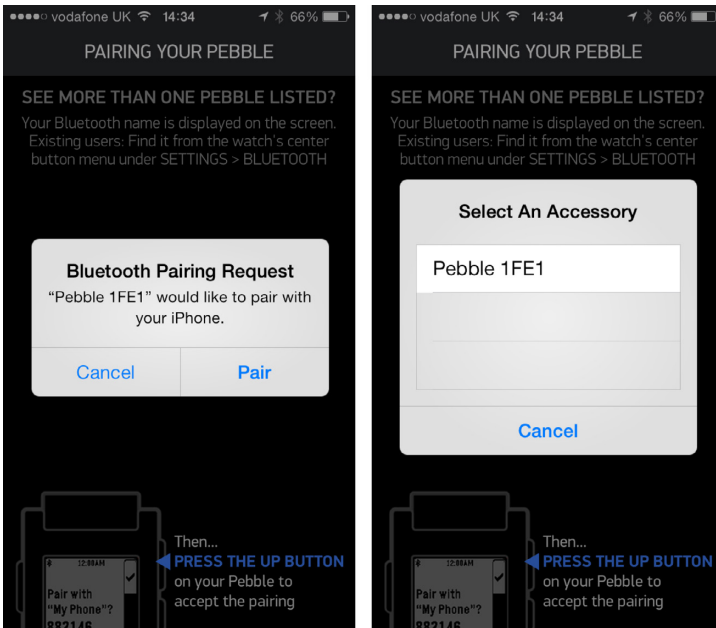 vodafone UK 14:34 66%
PAIRING YOUR PEBBLE
SEE MORE THAN ONE PEBBLE LISTED?
Your Bluetooth name is displayed on the screen.
Existing users: Find it from the watch's center
button menu under SETTINGS > BLUETOOTH
Bluetooth Pairing Request
“Pebble 1FE1” would like to pair with
your iPhone.
Cancel Pair
Then...
PRESS THE UP BUTTON
on your Pebble to
accept the pairing
12:00AM
Pair with
"My Phone"?
882146
vodafone UK 14:34 66%
PAIRING YOUR PEBBLE
SEE MORE THAN ONE PEBBLE LISTED?
Your Bluetooth name is displayed on the screen.
Existing users: Find it from the watch's center
button menu under SETTINGS > BLUETOOTH
Select An Accessory
Pebble 1FE1
Cancel
Then...
PRESS THE UP BUTTON
on your Pebble to
accept the pairing
12:00AM
Pair with
"My Phone"?
882146